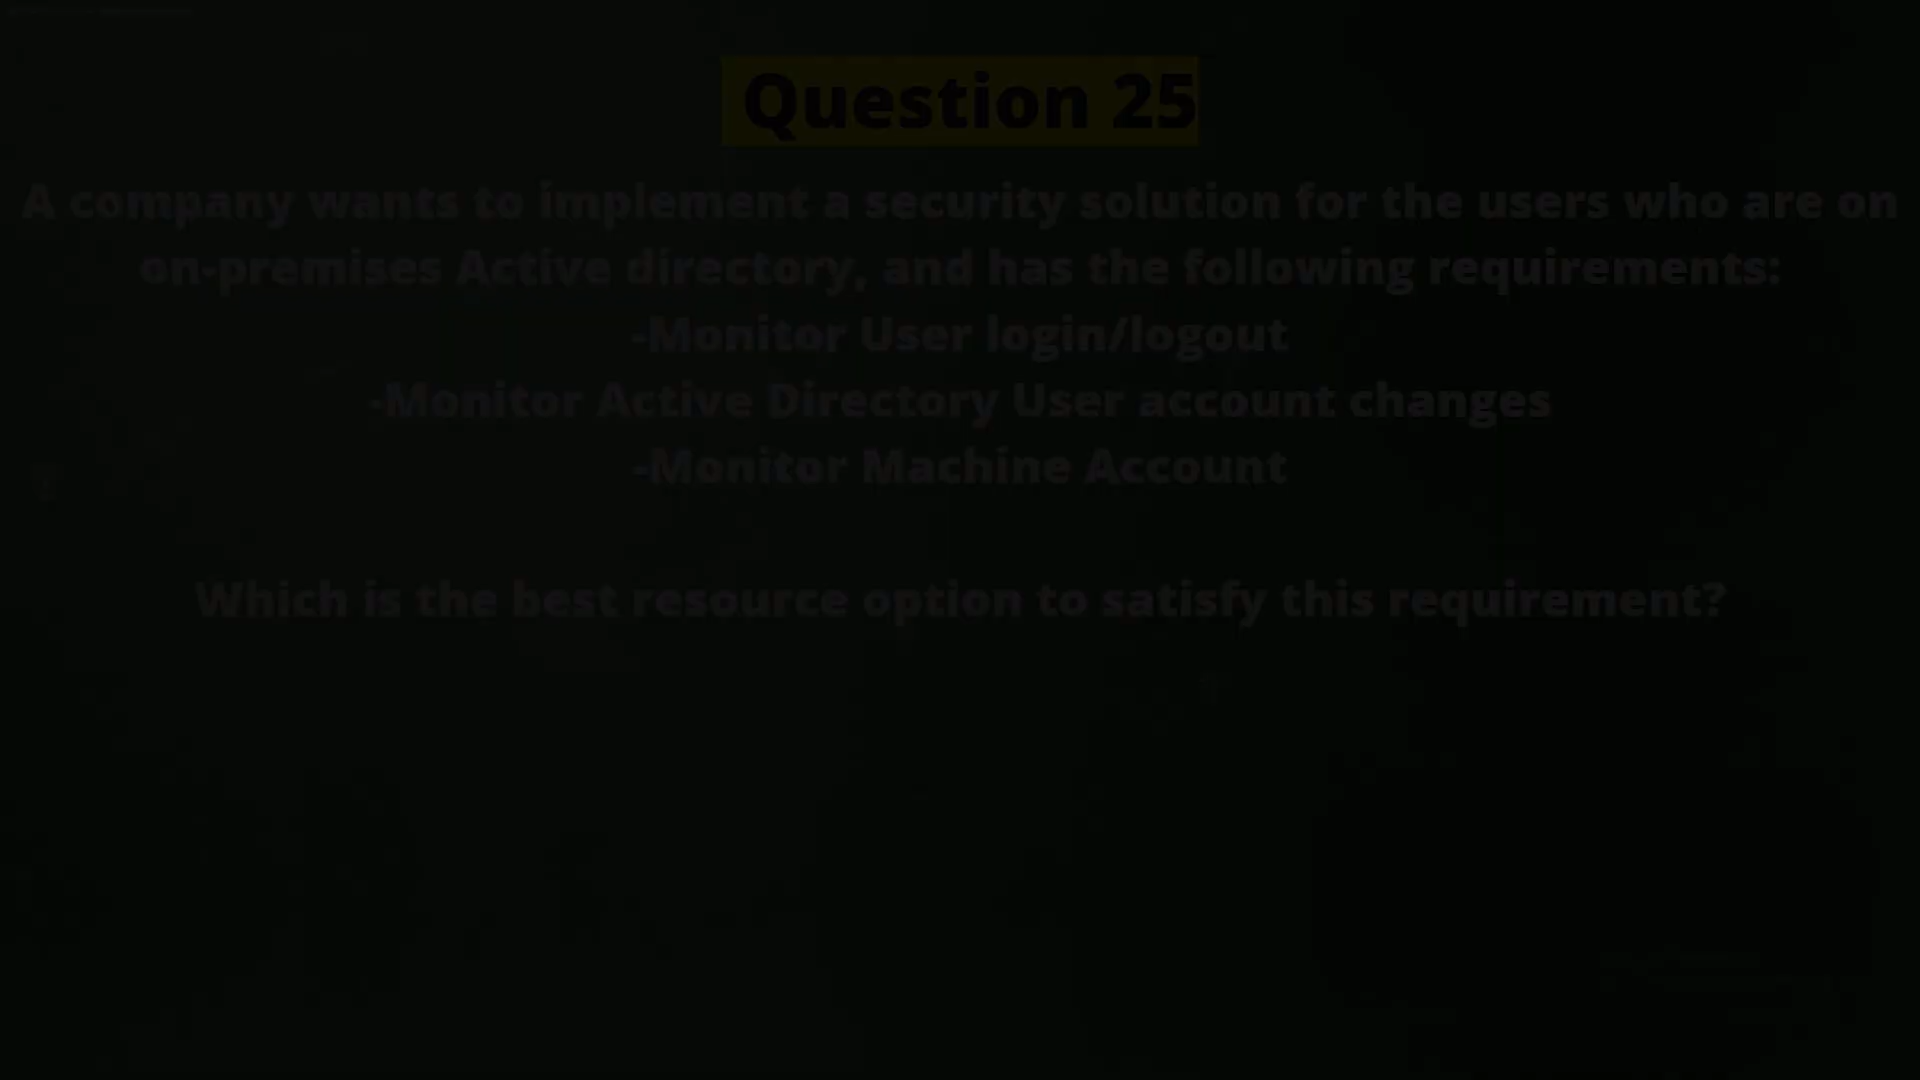 Question 25
A company wants to implement a security solution for the users who are on
on-premises Active directory, and has the following requirements:
-Monitor User login/logout
-Monitor Active Directory User account changes
-Monitor Machine Account
Which is the best resource option to satisfy this requirement?